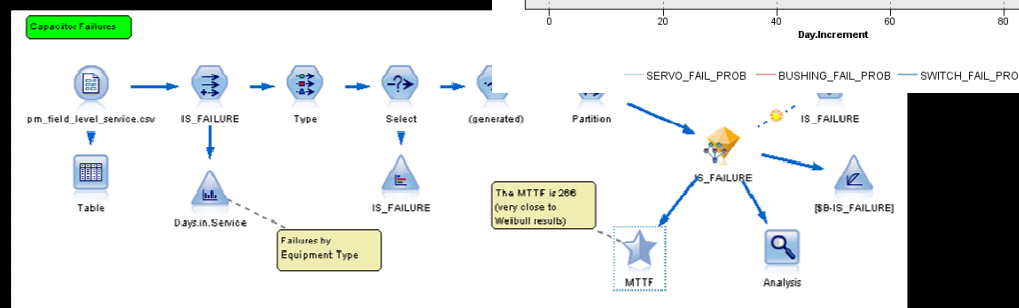 Capacitor Failures
0 20 40 60 80
Day.Increment
SERVO_FAIL_PROB BUSHING_FAIL_PROB SWITCH_FAIL_PRO
pm_field_level_service.csv IS_FAILURE Type Select (generated) Partition IS_FAILURE
IS_FAILURE
Table Days.in.Service IS_FAILURE
The MTTF is 266
(very close to
Weibull results)
[$B-IS_FAILURE]
Failures by
Equipment Type
MTTF Analysis